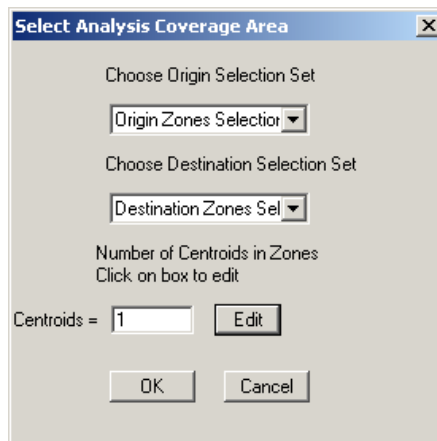 Select Analysis Coverage Area
Choose Origin Selection Set
Origin Zones Selection
Choose Destination Selection Set
Destination Zones Sel
Number of Centroids in Zones
Click on box to edit
Centroids = 1 Edit
OK Cancel